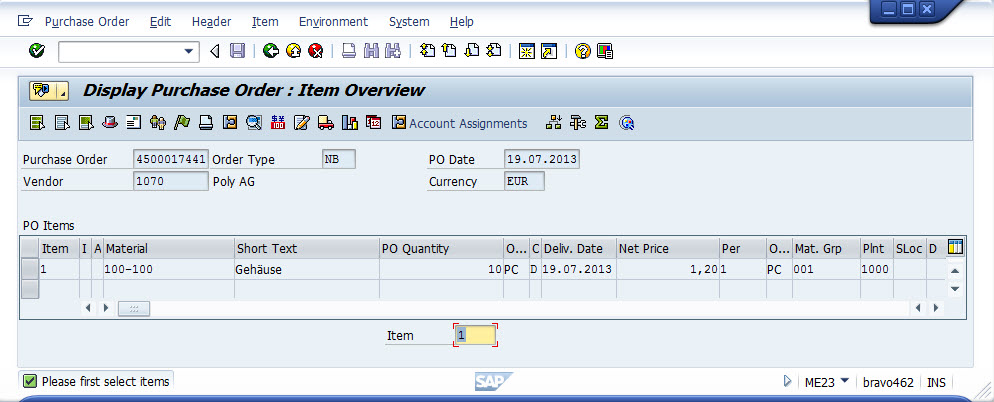 Purchase Order Edit Header Item Environment System Help
Display Purchase Order : Item Overview
Account Assignments
Purchase Order 4500017441 Order Type NB PO Date 19.07.2013
Vendor 1070 Poly AG Currency EUR
PO Items
Item I A Material Short Text PO Quantity O... C Deliv. Date Net Price Per O... Mat. Grp Plnt SLoc D
1 100-100 Gehäuse 10 PC D 19.07.2013 1,20 1 PC 001 1000
Item 1
Please first select items SAP ME23 bravo462 INS